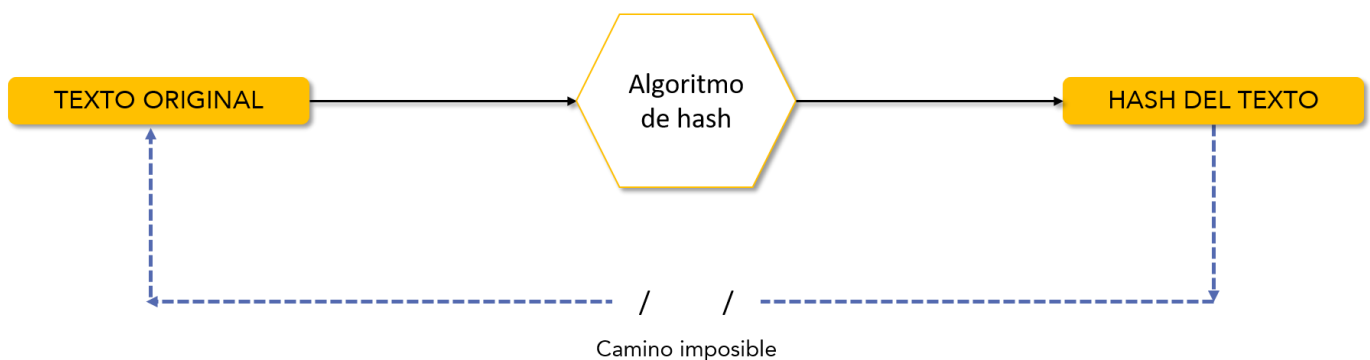 TEXTO ORIGINAL
Algoritmo
de hash
HASH DEL TEXTO
/ /
Camino imposible